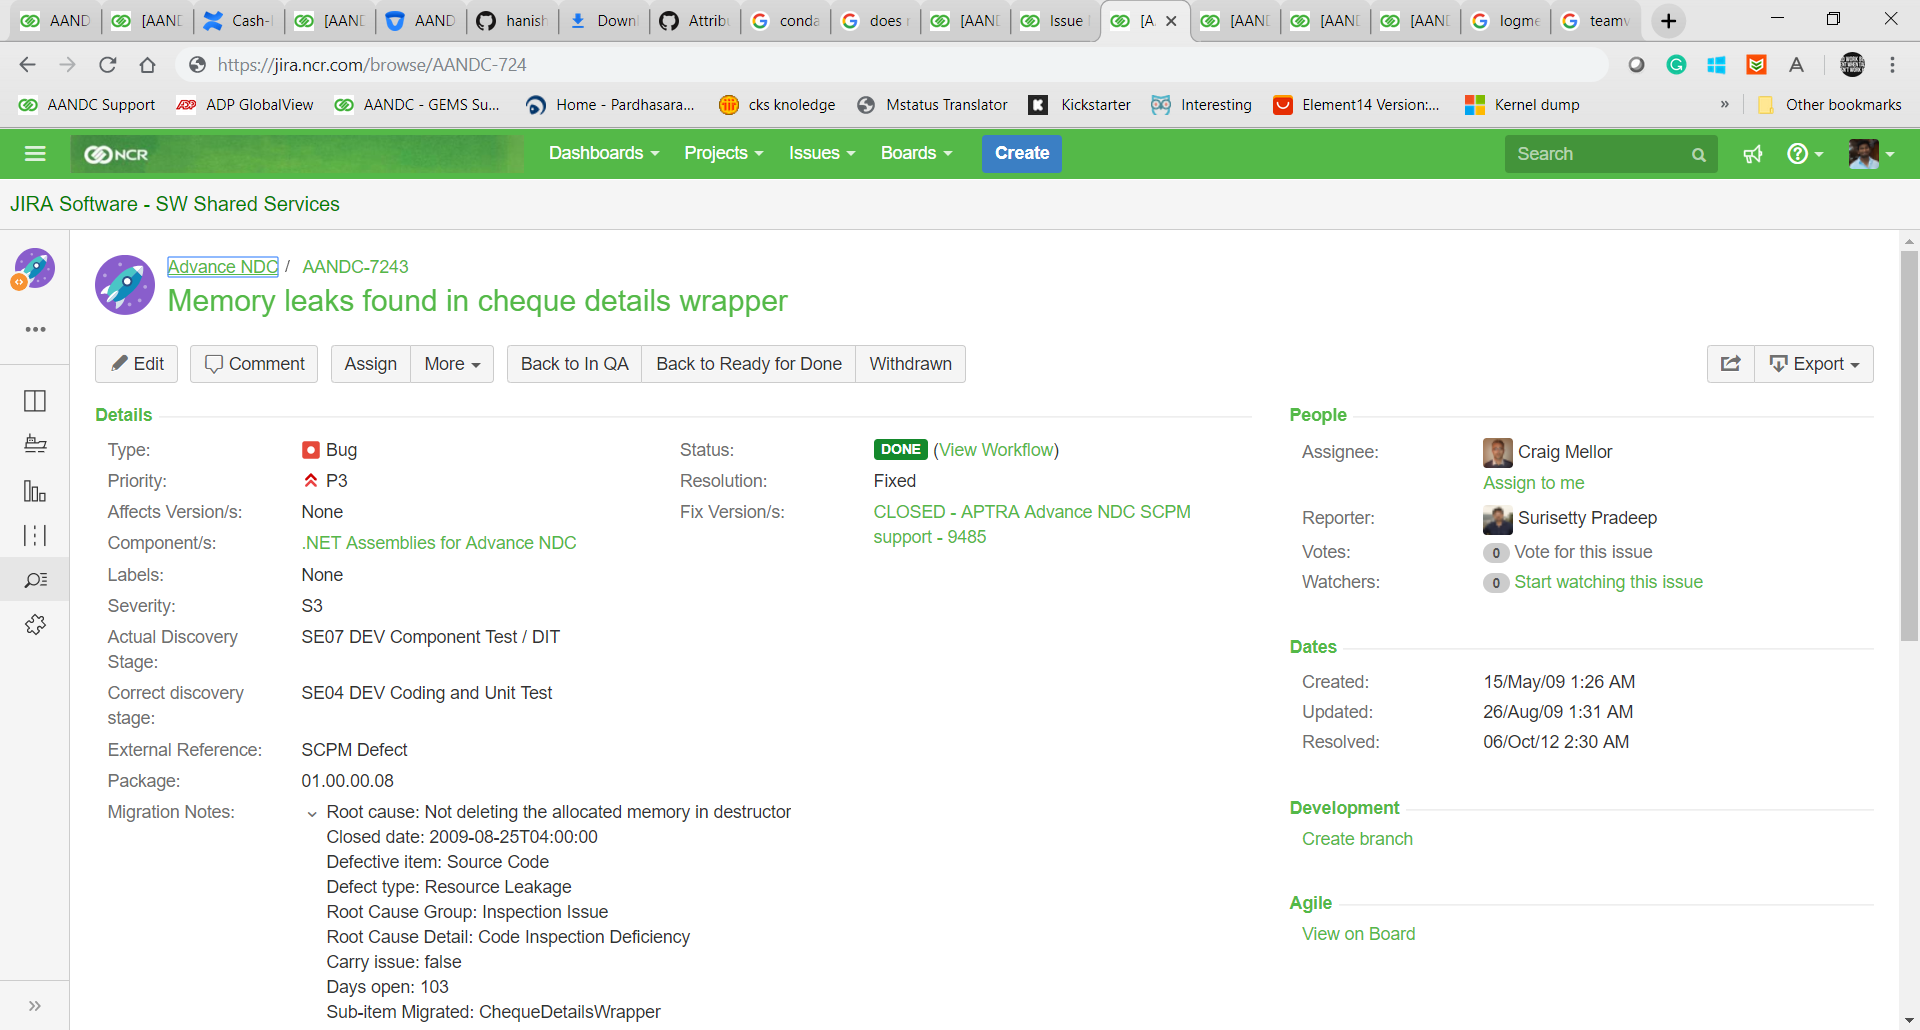 AAND [AAND Cash- [AAND AAND hanish Down Attrib conda does [AAND Issue [A [AAND [AAND [AAND logme teamv
https://jira.ncr.com/browse/AANDC-724
AANDC Support ADP GlobalView AANDC - GEMS Su... Home - Pardhasara... cks knoledge Mstatus Translator Kickstarter Interesting Element14 Version:... Kernel dump » Other bookmarks
NCR Dashboards Projects Issues Boards Create Search
JIRA Software - SW Shared Services
Advance NDC / AANDC-7243
Memory leaks found in cheque details wrapper
Edit Comment Assign More Back to In QA Back to Ready for Done Withdrawn Export
Details
Type: Bug
Priority: P3
Affects Version/s: None
Component/s: .NET Assemblies for Advance NDC
Labels: None
Severity: S3
Actual Discovery Stage: SE07 DEV Component Test / DIT
Correct discovery stage: SE04 DEV Coding and Unit Test
External Reference: SCPM Defect
Package: 01.00.00.08
Migration Notes: Root cause: Not deleting the allocated memory in destructor
Closed date: 2009-08-25T04:00:00
Defective item: Source Code
Defect type: Resource Leakage
Root Cause Group: Inspection Issue
Root Cause Detail: Code Inspection Deficiency
Carry issue: false
Days open: 103
Sub-item Migrated: ChequeDetailsWrapper
Status: DONE (View Workflow)
Resolution: Fixed
Fix Version/s: CLOSED - APTRA Advance NDC SCPM
support - 9485
People
Assignee: Craig Mellor
Assign to me
Reporter: Surisetty Pradeep
Votes: 0 Vote for this issue
Watchers: 0 Start watching this issue
Dates
Created: 15/May/09 1:26 AM
Updated: 26/Aug/09 1:31 AM
Resolved: 06/Oct/12 2:30 AM
Development
Create branch
Agile
View on Board